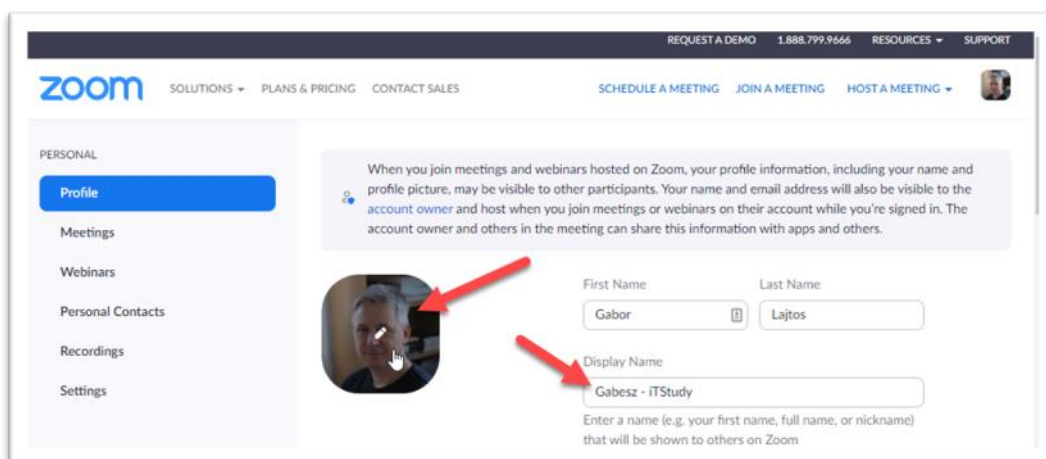 REQUEST A DEMO 1.888.799.9666 RESOURCES SUPPORT
zoom SOLUTIONS PLANS & PRICING CONTACT SALES SCHEDULE A MEETING JOIN A MEETING HOST A MEETING
PERSONAL
Profile
Meetings
Webinars
Personal Contacts
Recordings
Settings
When you join meetings and webinars hosted on Zoom, your profile information, including your name and
profile picture, may be visible to other participants. Your name and email address will also be visible to the
account owner and host when you join meetings or webinars on their account while you're signed in. The
account owner and others in the meeting can share this information with apps and others.
First Name Last Name
Gabor Lajtos
Display Name
Gabesz - iTStudy
Enter a name (e.g. your first name, full name, or nickname)
that will be shown to others on Zoom